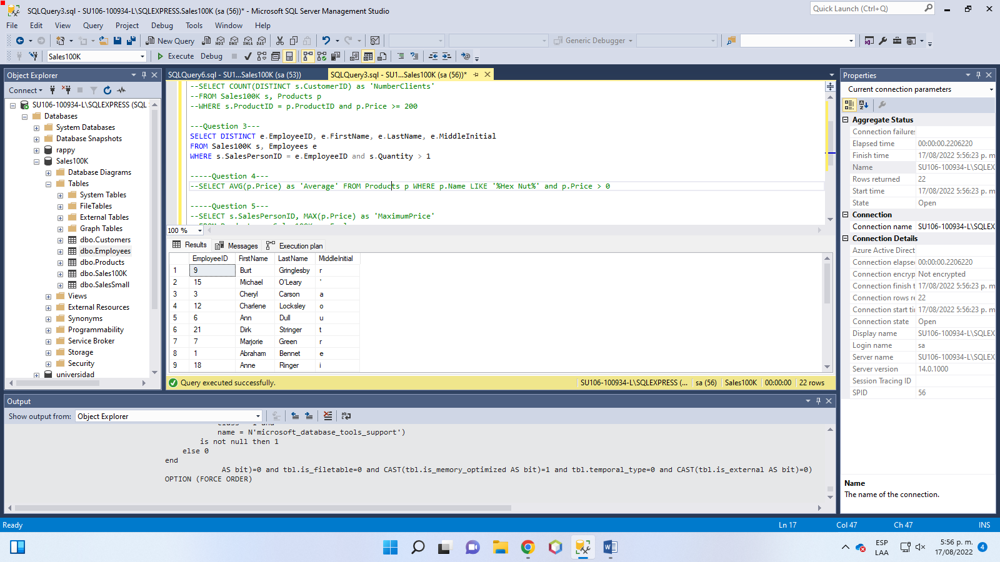 SQLQuery3.sql - SU106-100934-L\SQLEXPRESS.Sales100K (sa (56))* - Microsoft SQL Server Management Studio
Quick Launch (Ctrl+Q)
File Edit View Query Project Debug Tools Window Help
New Query MDX DMX XMLA DAX Generic Debugger
Sales100K Execute Debug
Object Explorer
Connect
SU106-100934-L\SQLEXPRESS (SQL
Databases
System Databases
Database Snapshots
rappy
Sales100K
Database Diagrams
Tables
System Tables
FileTables
External Tables
Graph Tables
dbo.Customers
dbo.Employees
dbo.Products
dbo.Sales100K
dbo.SalesSmall
Views
External Resources
Synonyms
Programmability
Service Broker
Storage
Security
universidad
SQLQuery6.sql - SU1...Sales100K (sa (53)) SQLQuery3.sql - SU1...Sales100K (sa (56))*
--SELECT COUNT(DISTINCT s.CustomerID) as 'NumberClients'
--FROM Sales100K s, Products p
--WHERE s.ProductID = p.ProductID and p.Price >= 200
---Question 3---
SELECT DISTINCT e.EmployeeID, e.FirstName, e.LastName, e.MiddleInitial
FROM Sales100K s, Employees e
WHERE s.SalesPersonID = e.EmployeeID and s.Quantity > 1
-----Question 4---
--SELECT AVG(p.Price) as 'Average' FROM Products p WHERE p.Name LIKE '%Hex Nut%' and p.Price > 0
-----Question 5---
--SELECT s.SalesPersonID, MAX(p.Price) as 'MaximumPrice'
100 %
Results Messages Execution plan
EmployeeID FirstName LastName MiddleInitial
1 9 Burt Gringlesby r
2 15 Michael O'Leary '
3 3 Cheryl Carson a
4 12 Charlene Locksley o
5 6 Ann Dull u
6 21 Dirk Stringer t
7 7 Marjorie Green r
8 1 Abraham Bennet e
9 18 Anne Ringer i
Query executed successfully. SU106-100934-L\SQLEXPRESS (... sa (56) Sales100K 00:00:00 22 rows
Properties
Current connection parameters
Aggregate Status
Connection failures
Elapsed time 00:00:00.2206220
Finish time 17/08/2022 5:56:23 p. m
Name SU106-100934-L\SQLEX
Rows returned 22
Start time 17/08/2022 5:56:23 p. m
State Open
Connection
Connection name SU106-100934-L\SQLEX
Connection Details
Azure Active Direct
Connection elapse 00:00:00.2206220
Connection encryp Not encrypted
Connection finish t 17/08/2022 5:56:23 p. m
Connection rows re 22
Connection start ti 17/08/2022 5:56:23 p. m
Connection state Open
Display name SU106-100934-L\SQLEX
Login name sa
Server name SU106-100934-L\SQLEX
Server version 14.0.1000
Session Tracing ID
SPID 56
Name
The name of the connection.
Output
Show output from: Object Explorer
name = N'microsoft_database_tools_support')
is not null then 1
else 0
end
AS bit)=0 and tbl.is_filetable=0 and CAST(tbl.is_memory_optimized AS bit)=1 and tbl.temporal_type=0 and CAST(tbl.is_external AS bit)=0)
OPTION (FORCE ORDER)
Ready Ln 17 Col 47 Ch 47 INS
ESP
LAA
5:56 p. m.
17/08/2022
4